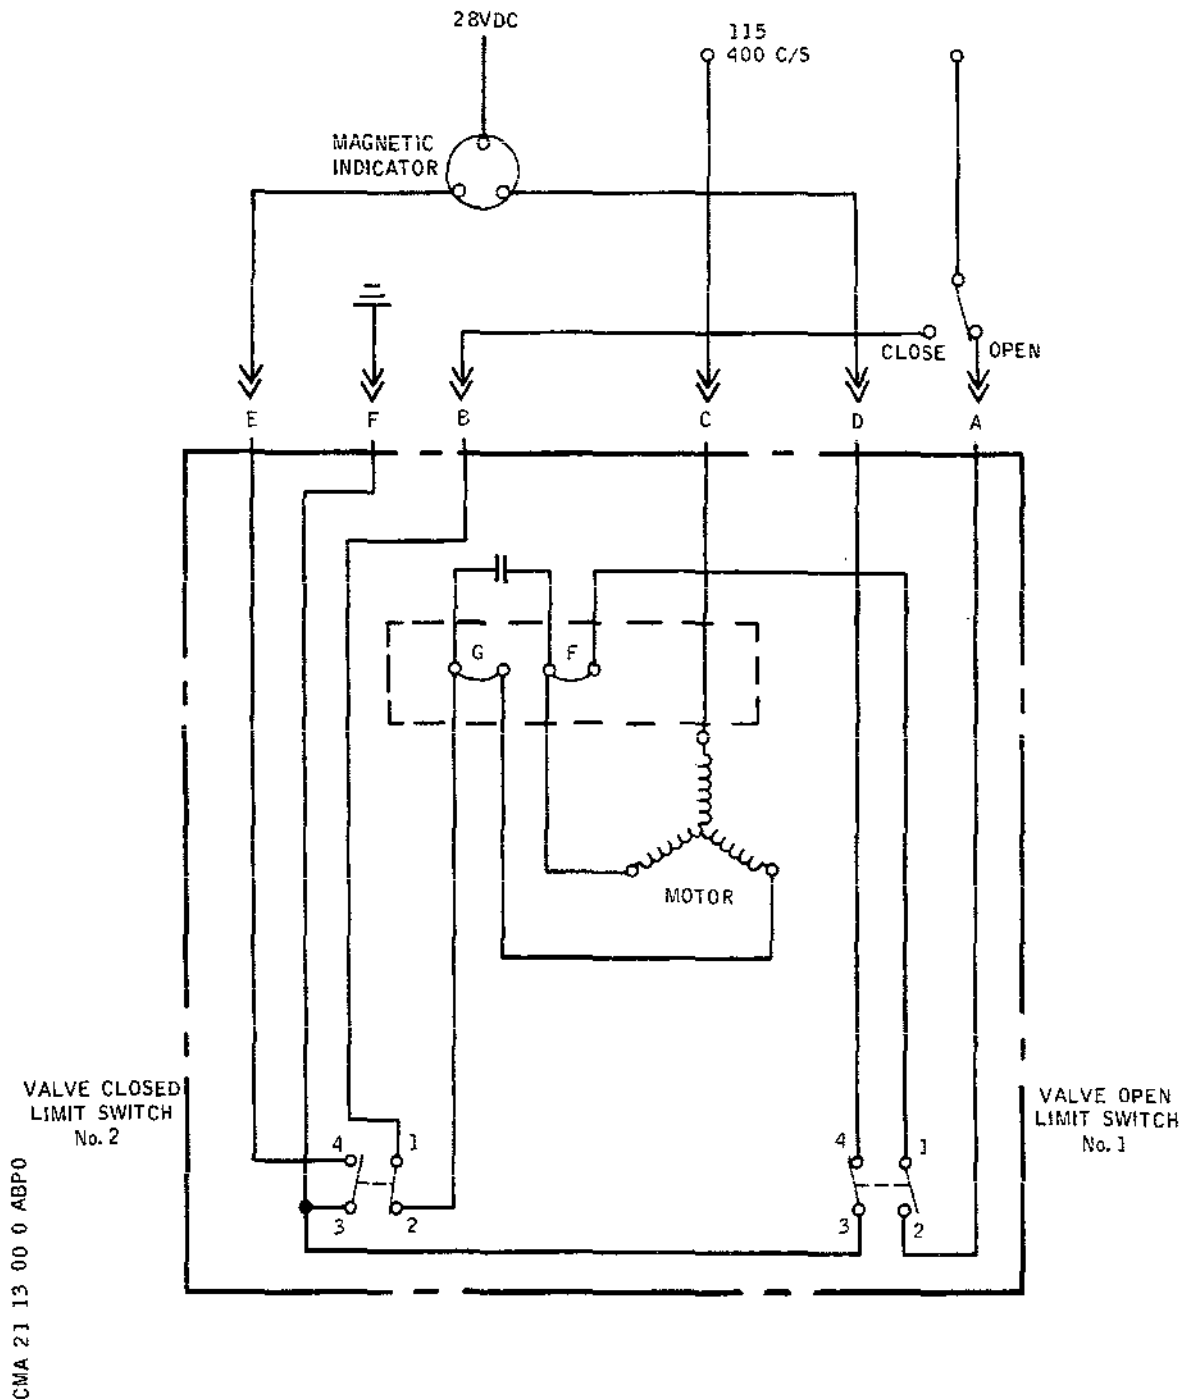 28VDC
115
400 C/S
MAGNETIC
INDICATOR
CLOSE
OPEN
E
F
B
C
D
A
G
F
MOTOR
VALVE CLOSED
LIMIT SWITCH
No. 2
VALVE OPEN
LIMIT SWITCH
No. 1
4
1
3
2
4
1
3
2
CMA 21 13 00 0 ABPO